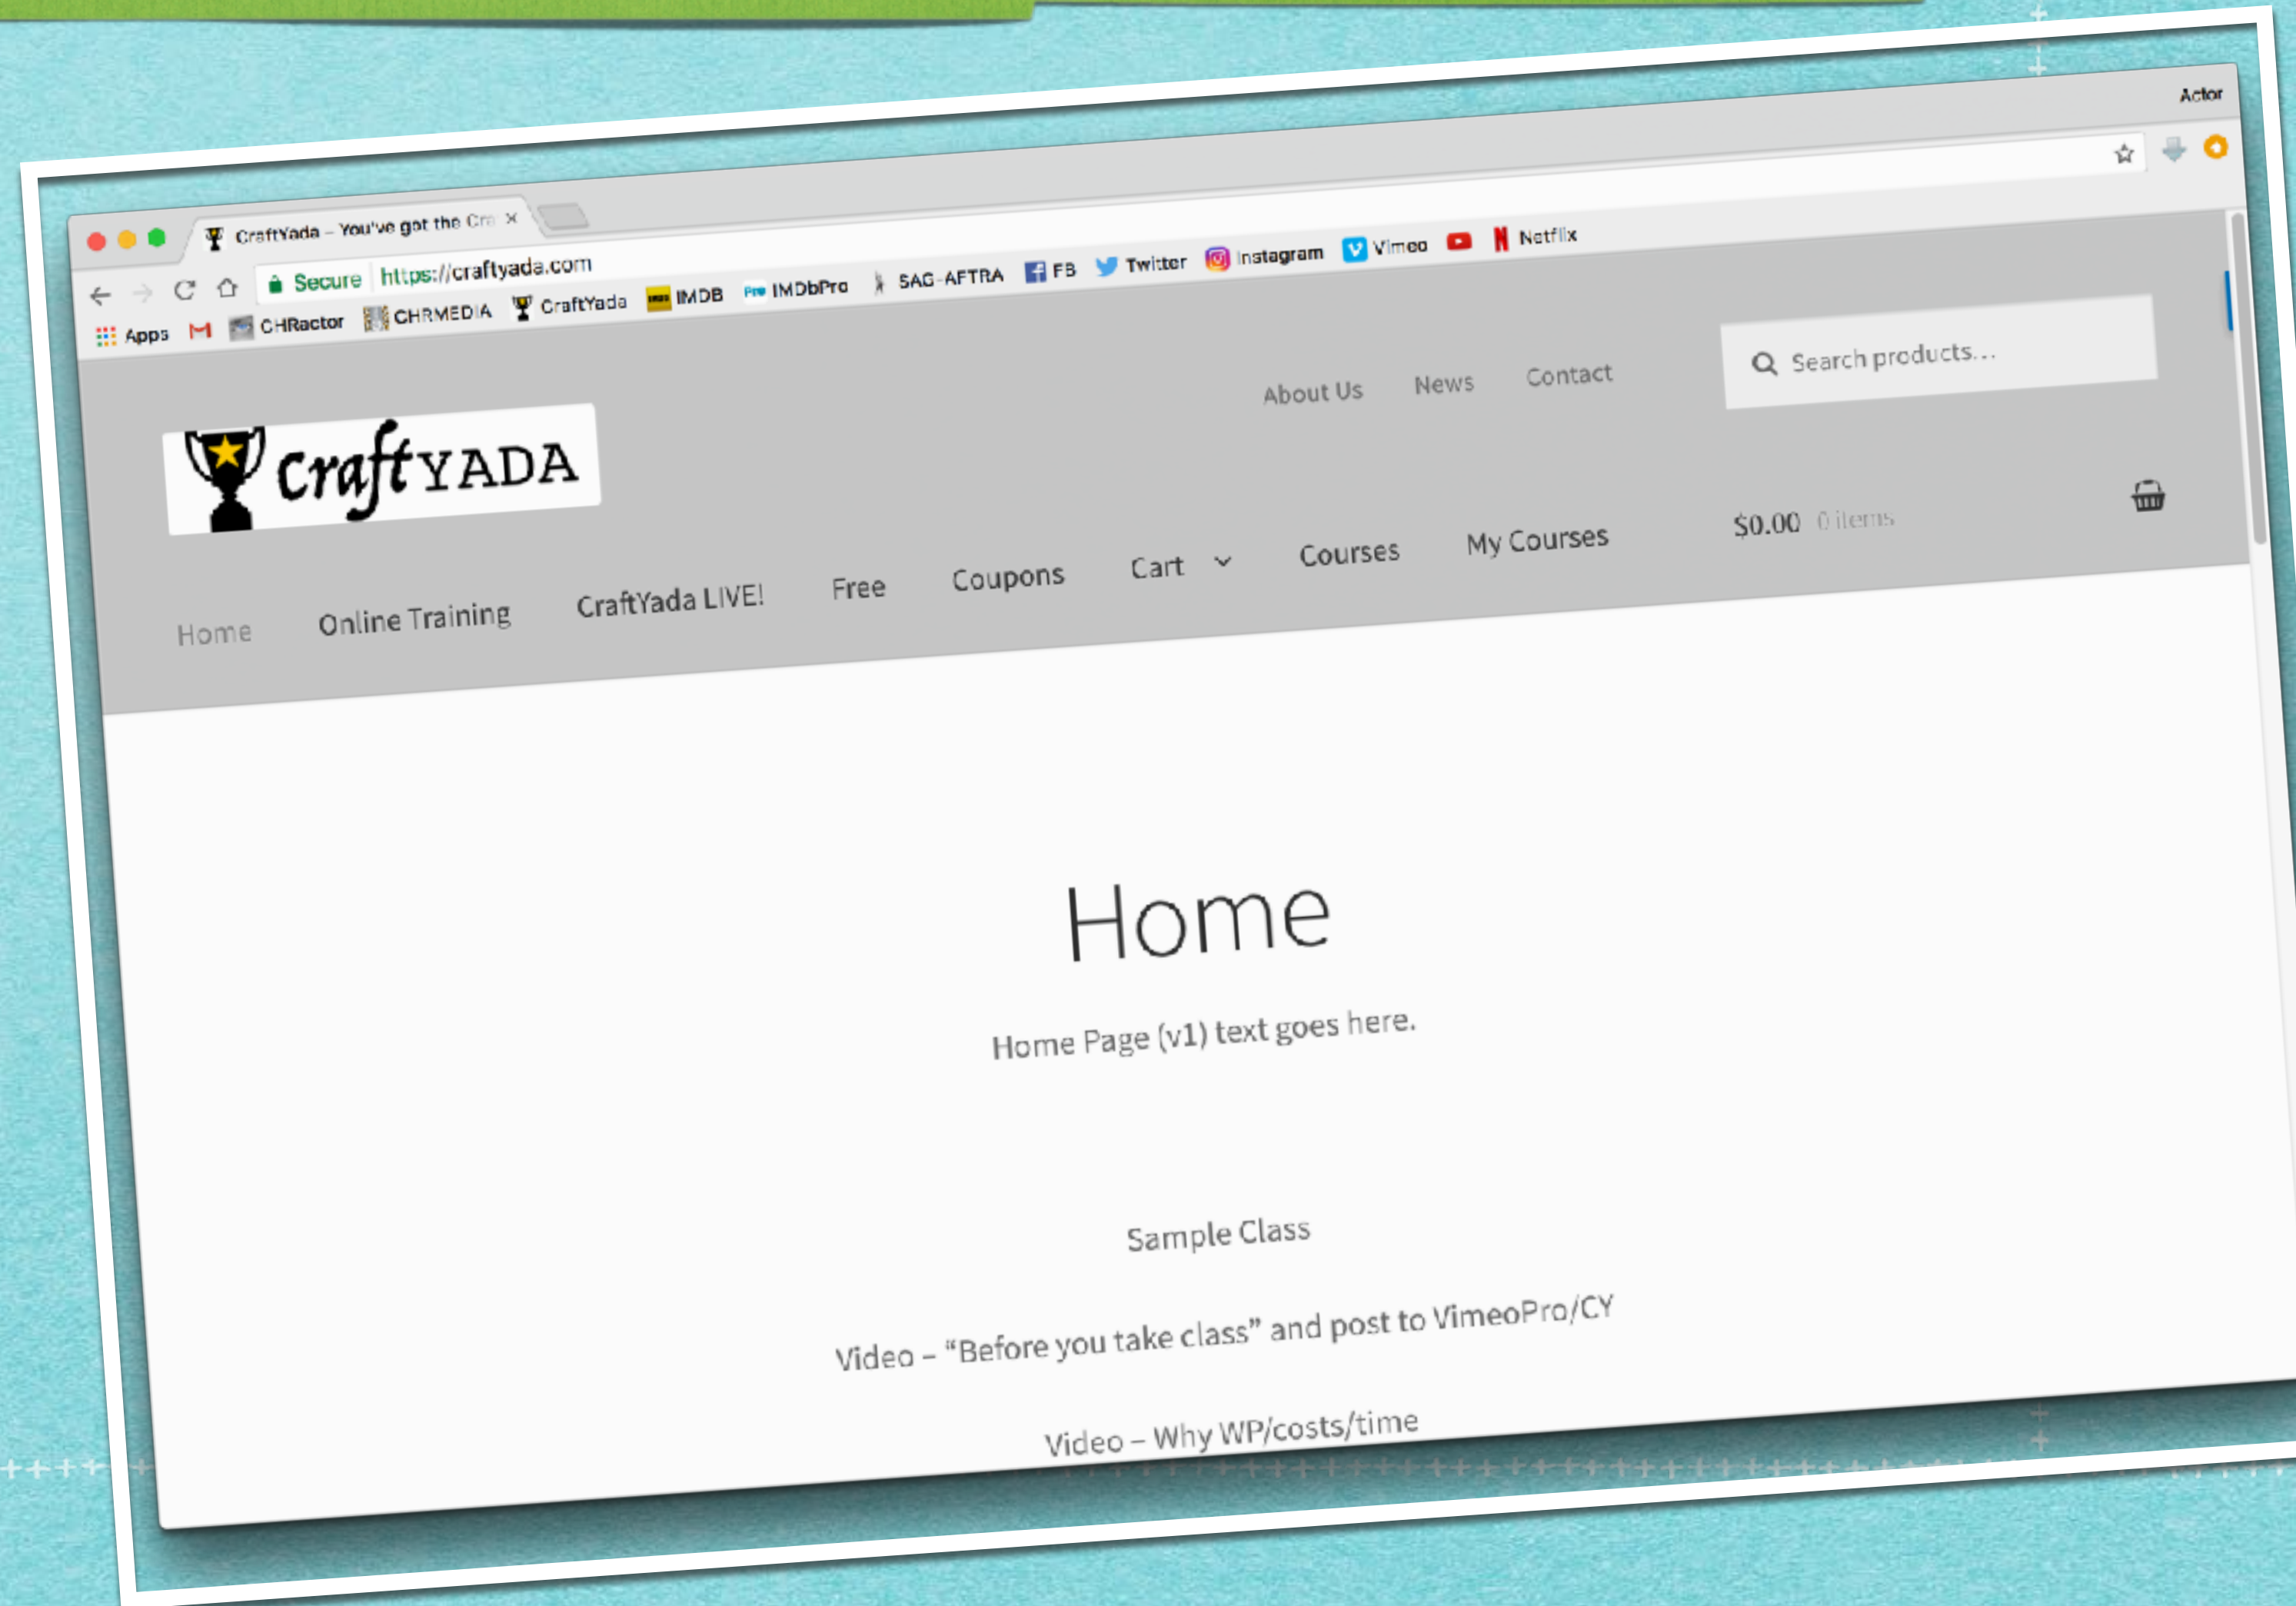 Actor
CraftYada – You've got the Cra
Secure https://craftyada.com
Apps CHRactor CHRMEDIA CraftYada IMDB Pro IMDbPro SAG-AFTRA FB Twitter Instagram Vimeo Netflix
About Us News Contact Search products...
craftYADA
Home Online Training CraftYada LIVE! Free Coupons Cart Courses My Courses $0.00 0 items
Home
Home Page (v1) text goes here.
Sample Class
Video – “Before you take class” and post to VimeoPro/CY
Video – Why WP/costs/time